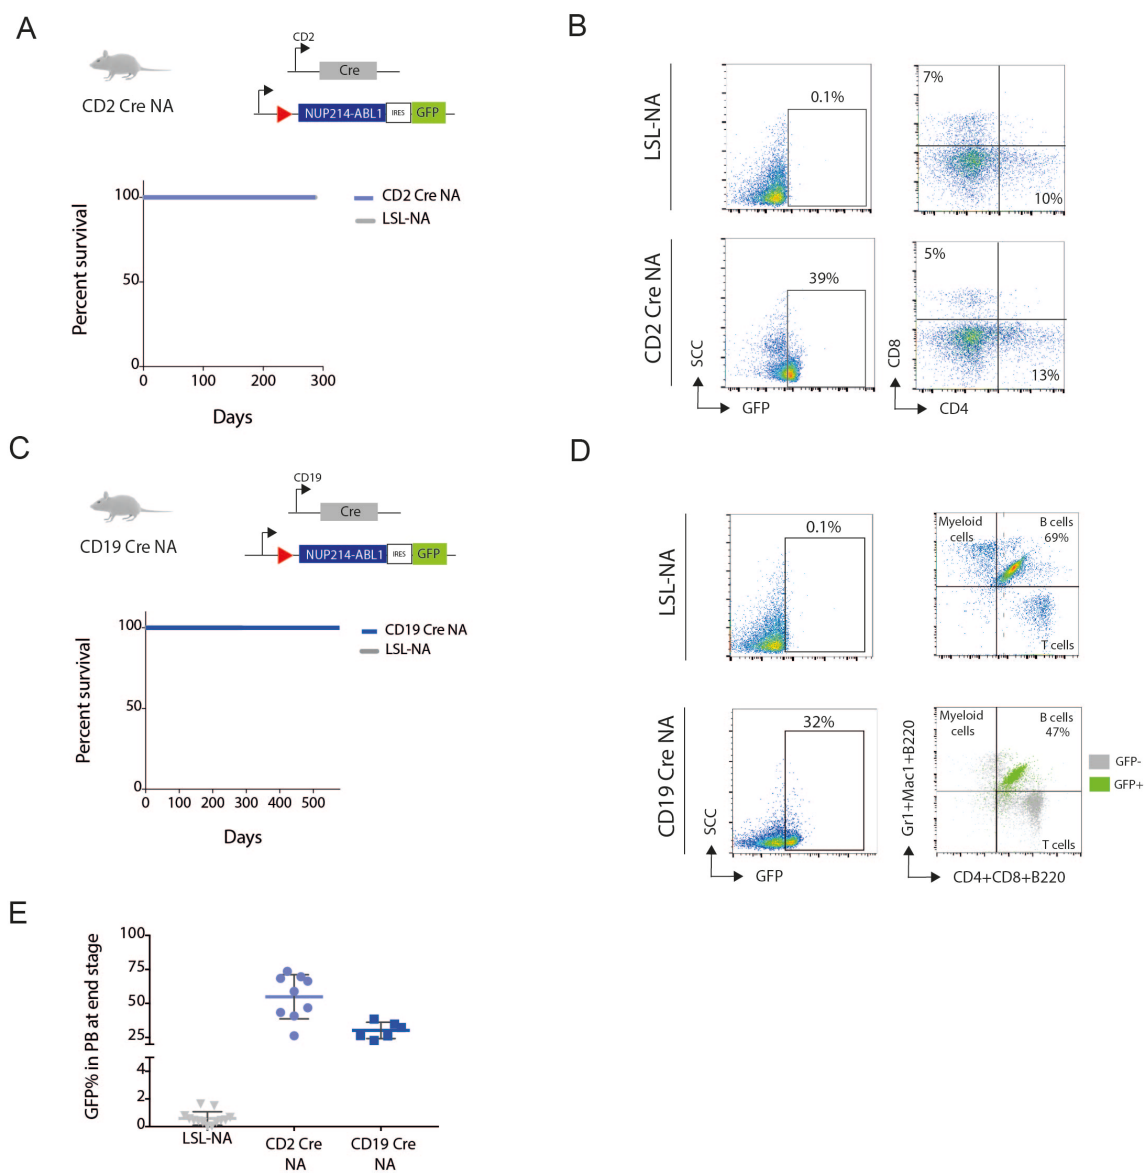 A
CD2
Cre
CD2 Cre NA
NUP214-ABL1
IRES
GFP
Percent survival
100
50
0
0
100
200
300
Days
CD2 Cre NA
LSL-NA
B
LSL-NA
0.1%
7%
10%
CD2 Cre NA
39%
5%
13%
SCC
GFP
CD8
CD4
C
CD19
Cre
CD19 Cre NA
NUP214-ABL1
IRES
GFP
Percent survival
100
50
0
0
100
200
300
400
500
Days
CD19 Cre NA
LSL-NA
D
LSL-NA
0.1%
Myeloid
cells
B cells
69%
T cells
CD19 Cre NA
32%
Myeloid
cells
B cells
47%
T cells
GFP-
GFP+
SCC
GFP
Gr1+Mac1+B220
CD4+CD8+B220
E
GFP% in PB at end stage
100
75
50
25
4
2
0
LSL-NA
CD2 Cre
NA
CD19 Cre
NA